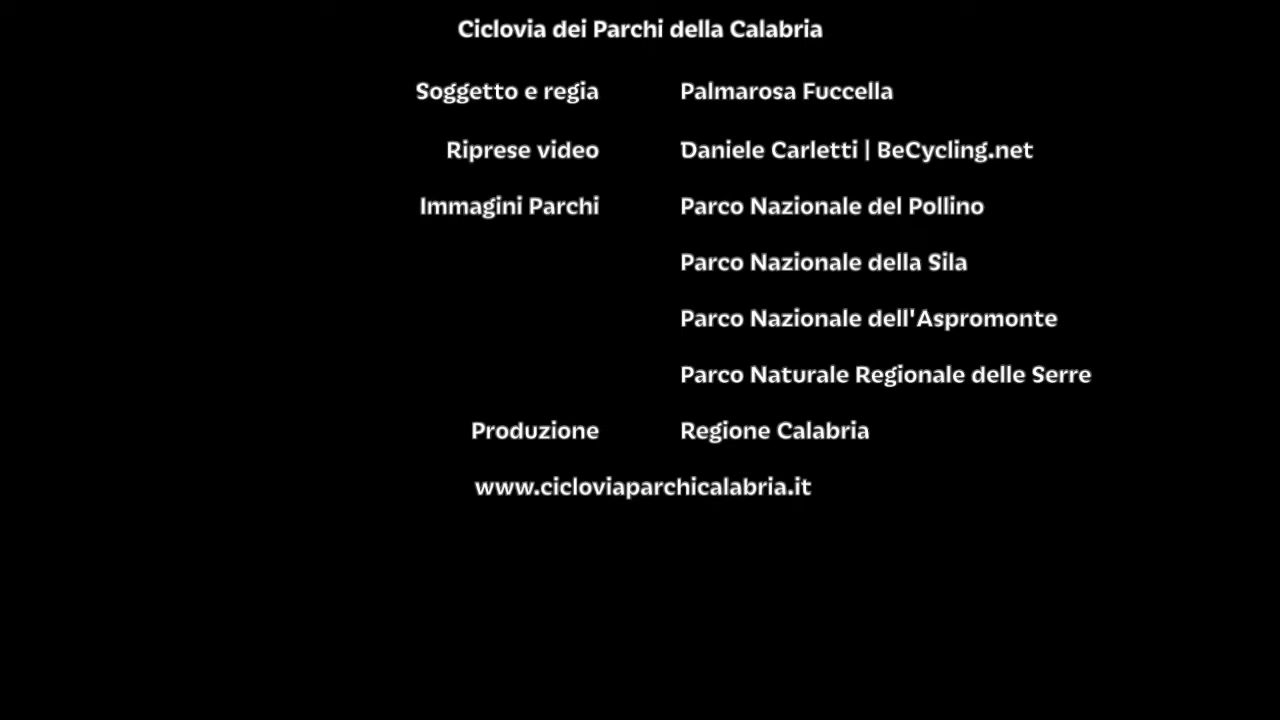 Ciclovia dei Parchi della Calabria
Soggetto e regia Palmarosa Fuccella
Riprese video Daniele Carletti | BeCycling.net
Immagini Parchi Parco Nazionale del Pollino
Parco Nazionale della Sila
Parco Nazionale dell'Aspromonte
Parco Naturale Regionale delle Serre
Produzione Regione Calabria
www.cicloviaparchicalabria.it